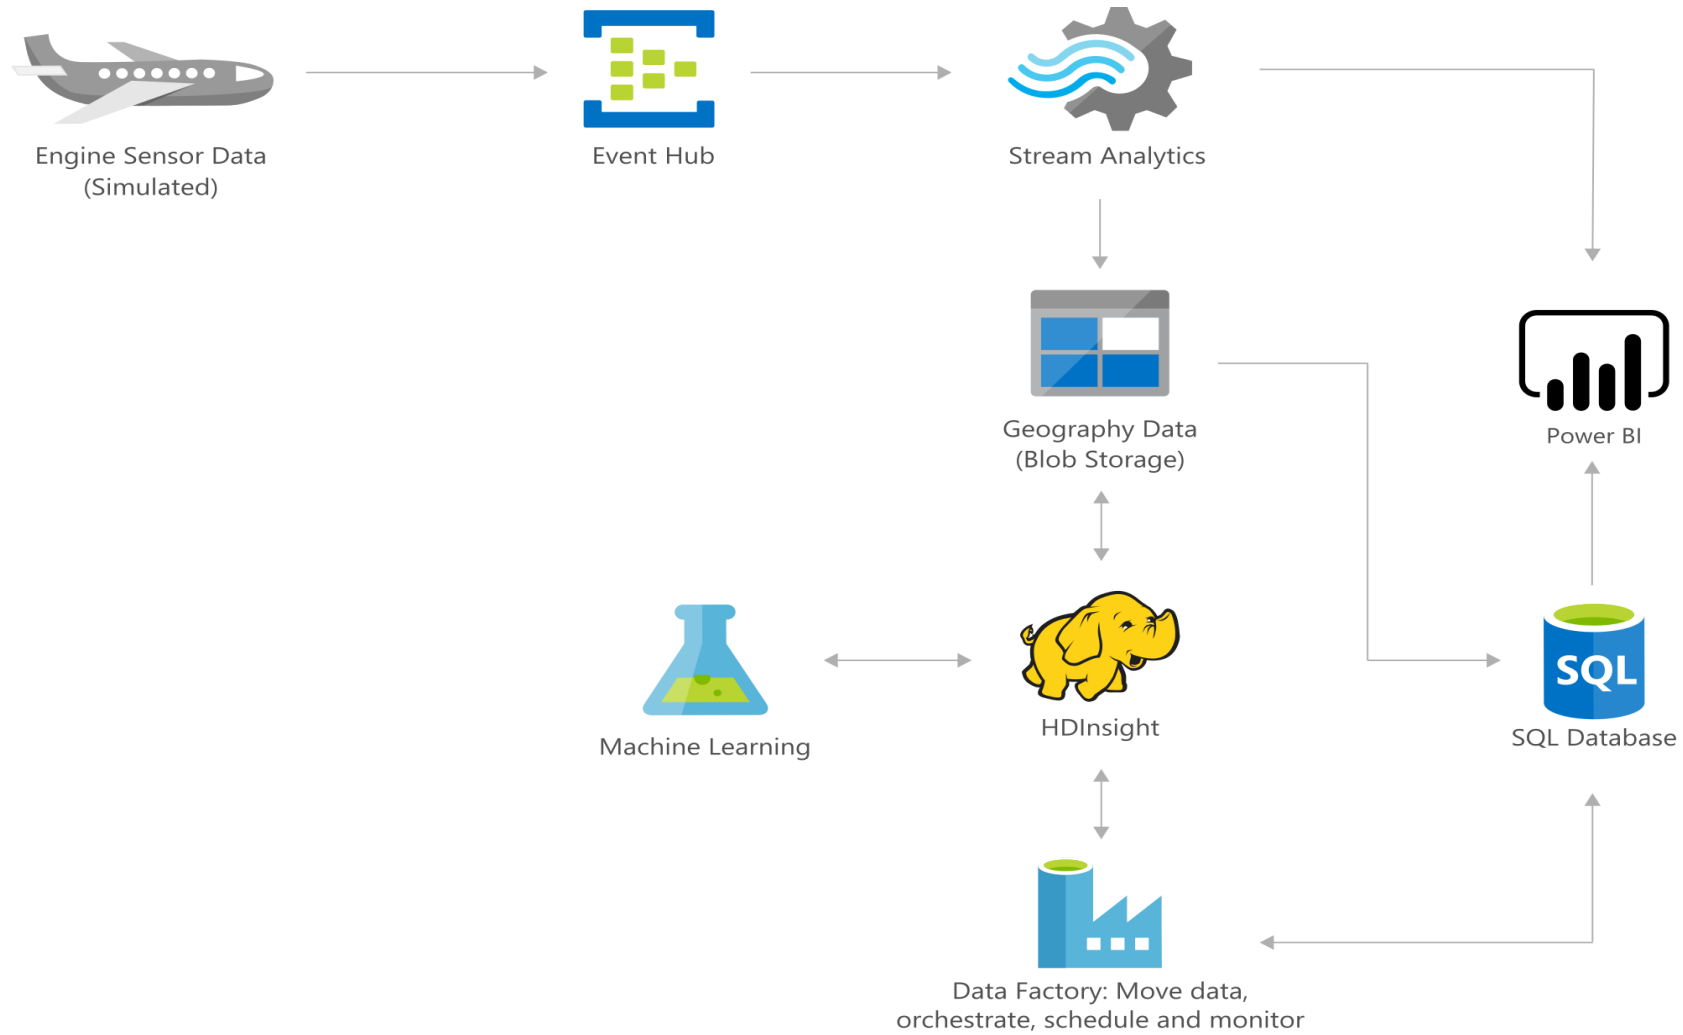 Engine Sensor Data
(Simulated)
Event Hub
Stream Analytics
Geography Data
(Blob Storage)
Power BI
Machine Learning
HDInsight
SQL
SQL Database
Data Factory: Move data,
orchestrate, schedule and monitor